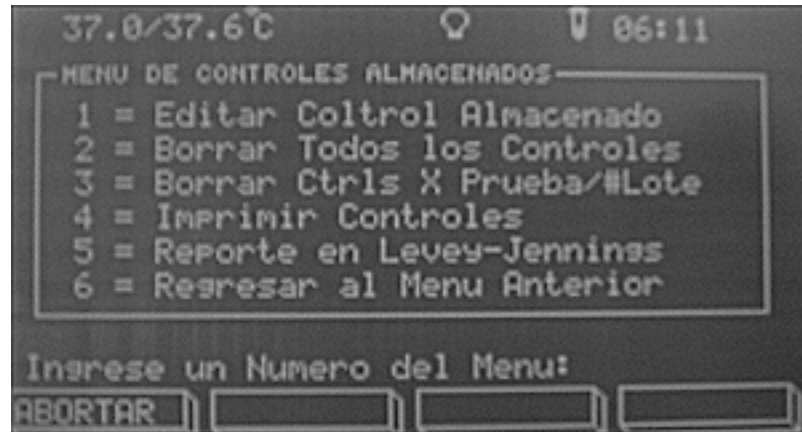 37.0/37.6°C 06:11
MENU DE CONTROLES ALMACENADOS
1 = Editar Coltrol Almacenado
2 = Borrar Todos los Controles
3 = Borrar Ctrls X Prueba/#Lote
4 = Imprimir Controles
5 = Reporte en Levey-Jennings
6 = Regresar al Menu Anterior
Ingrese un Numero del Menu:
ABORTAR